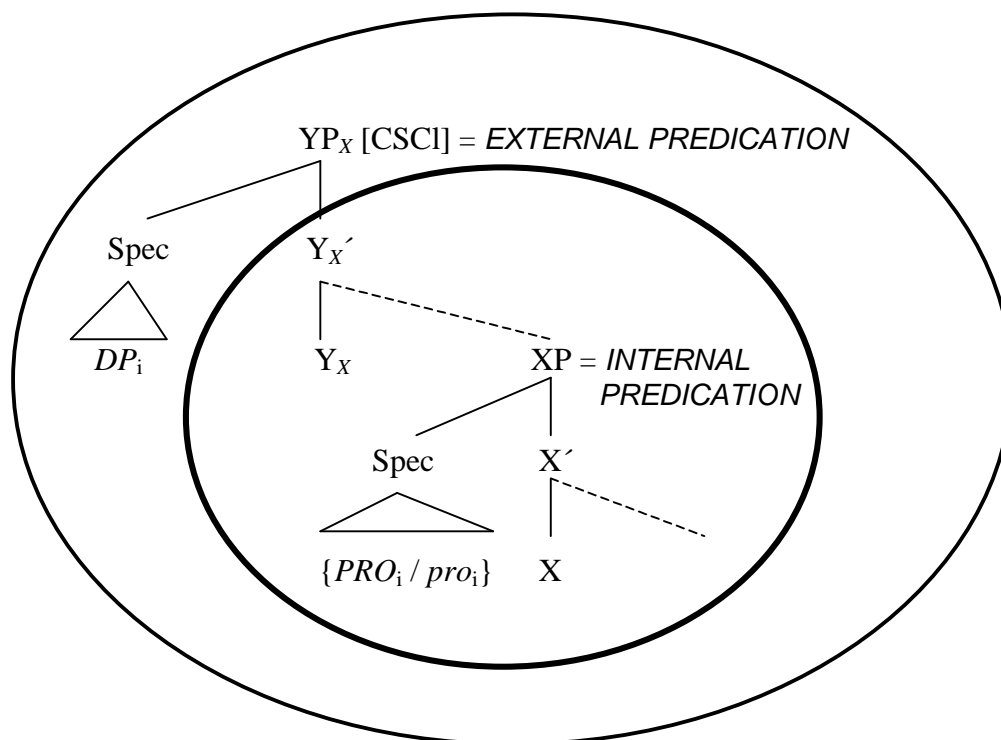 YPX [CSCl] = EXTERNAL PREDICATION
Spec YX´
DPi YX XP = INTERNAL
PREDICATION
Spec X´
{PROi / proi} X